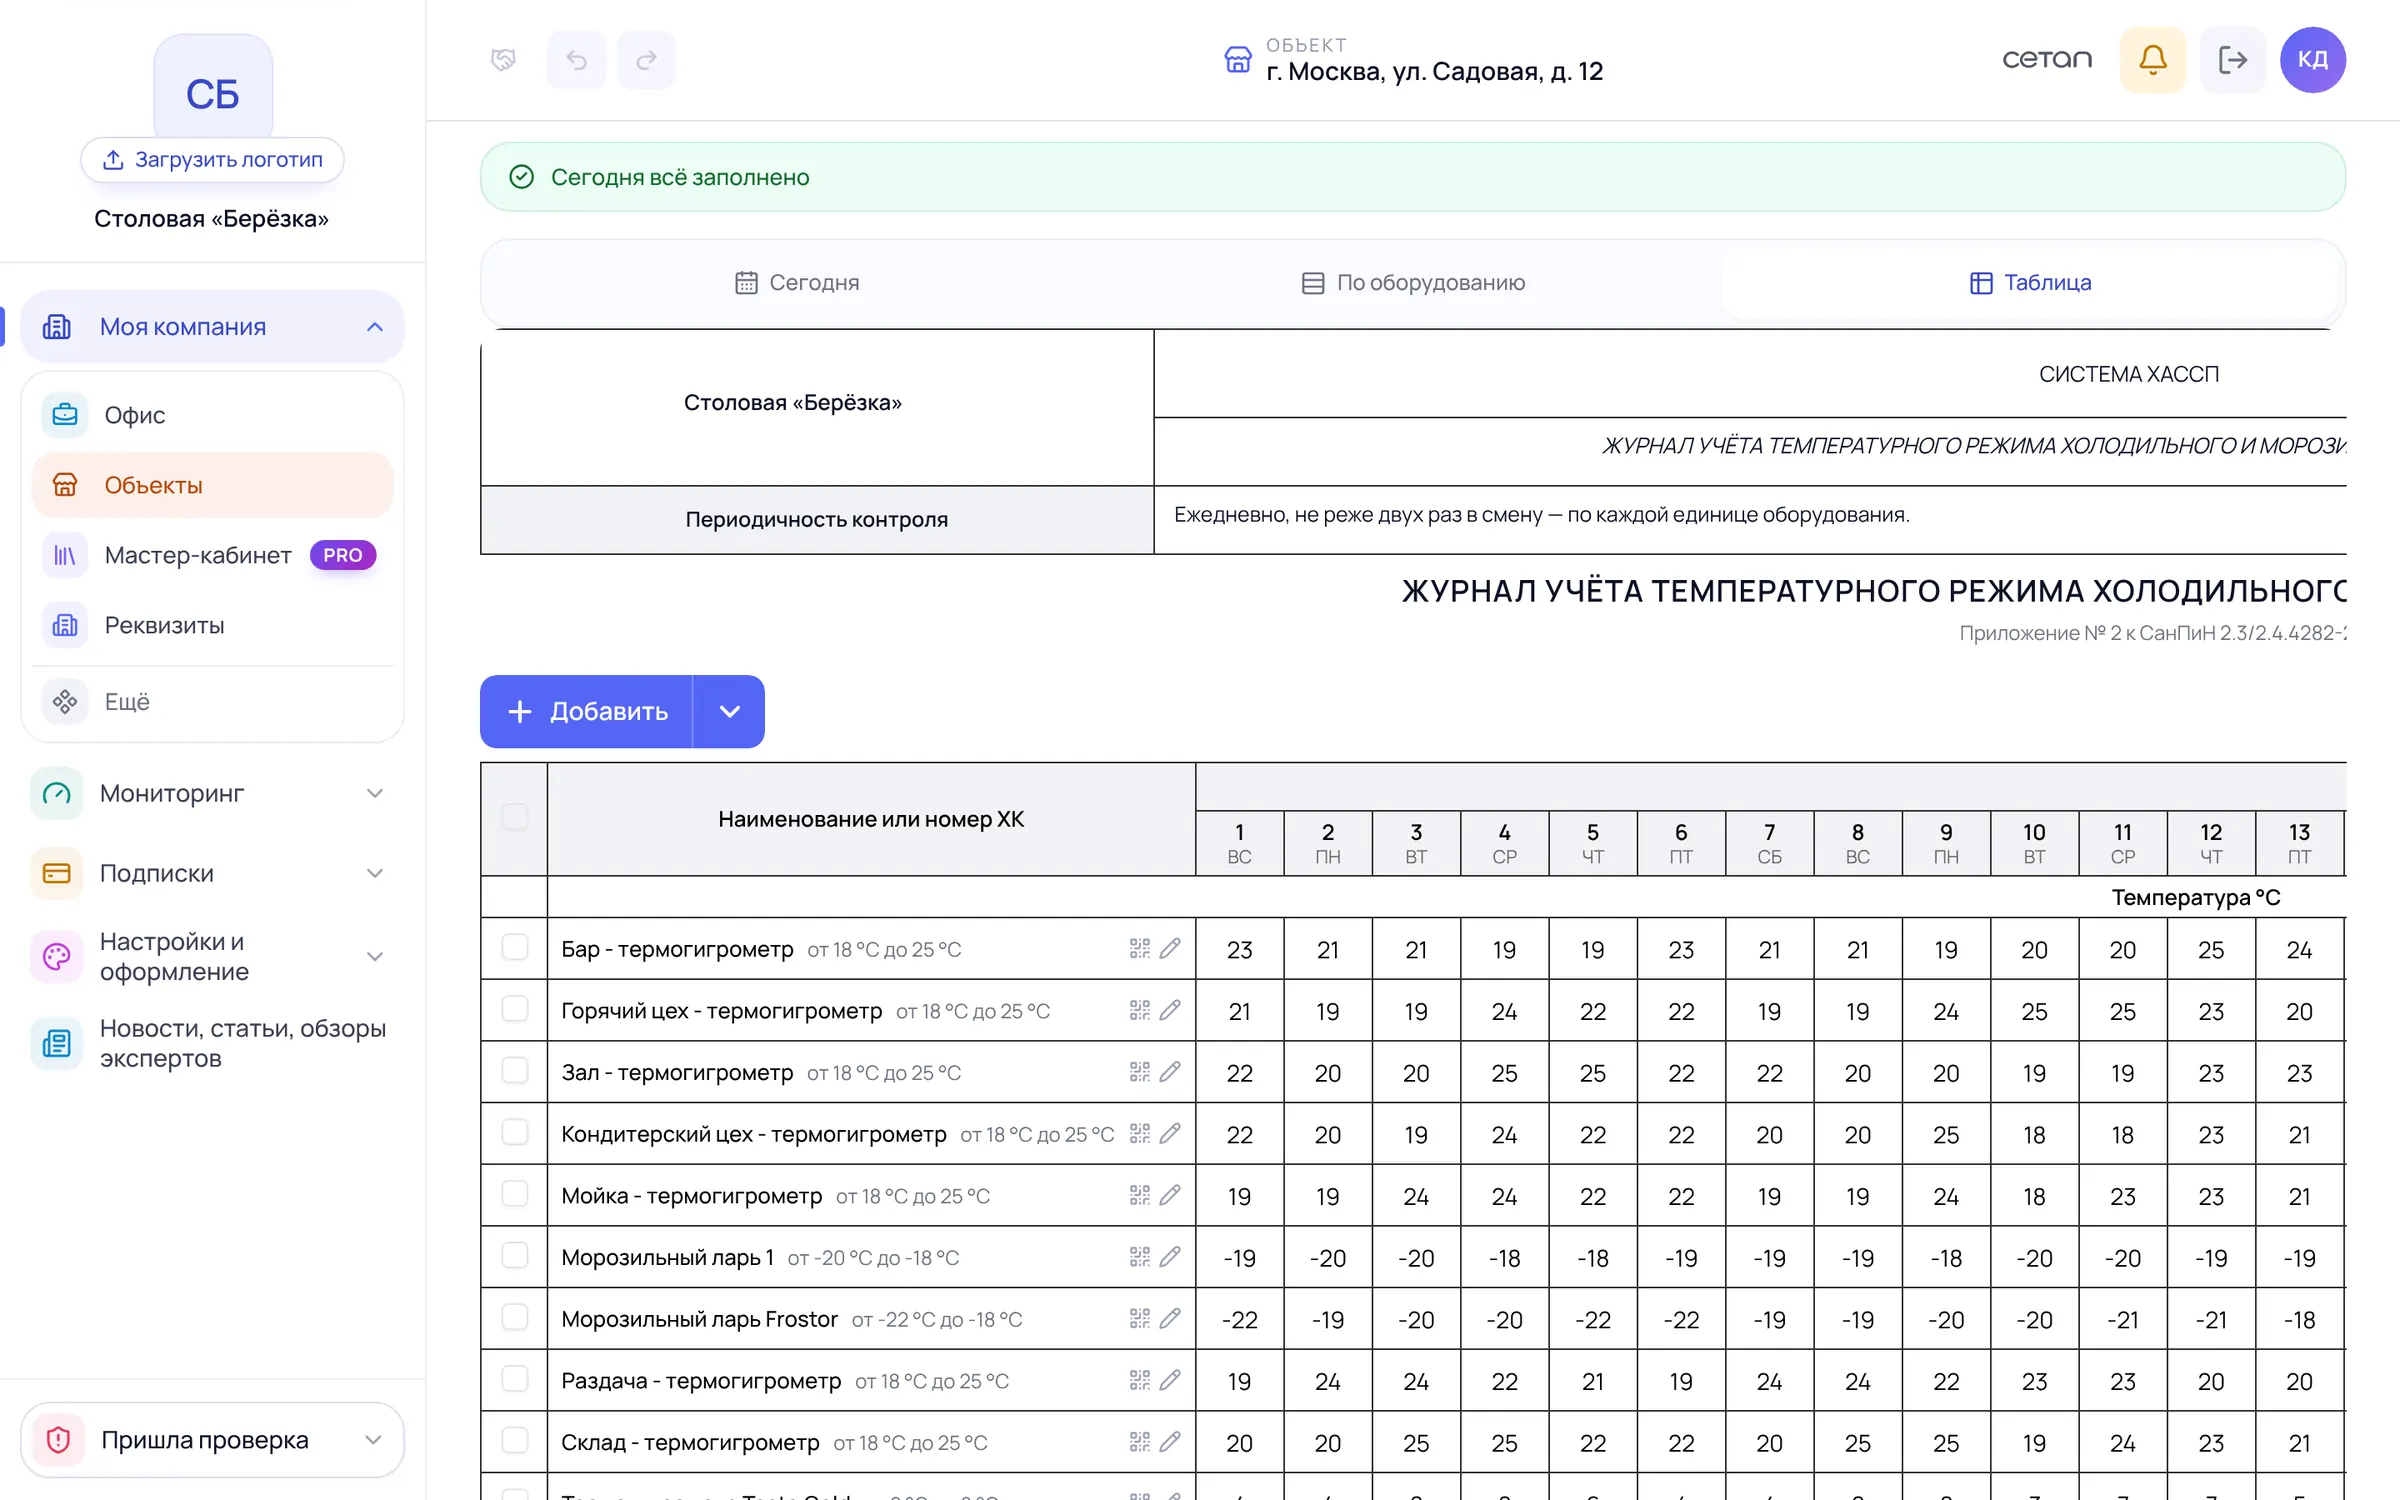 СБ
Загрузить логотип
Столовая «Берёзка»
Моя компания
Офис
Объекты
Мастер-кабинет PRO
Реквизиты
Ещё
Мониторинг
Подписки
Настройки и
оформление
Новости, статьи, обзоры
экспертов
Пришла проверка
ОБЪЕКТ
г. Москва, ул. Садовая, д. 12
сетап
КД
Сегодня всё заполнено
Сегодня По оборудованию Таблица
Столовая «Берёзка»
СИСТЕМА ХАССП
ЖУРНАЛ УЧЁТА ТЕМПЕРАТУРНОГО РЕЖИМА ХОЛОДИЛЬНОГО И
Периодичность контроля
Ежедневно, не реже двух раз в смену — по каждой единице оборудования.
ЖУРНАЛ УЧЁТА ТЕМПЕРАТУРНОГО РЕЖИМА
Приложение № 2 к СанПиН
Добавить
Наименование или номер ХК
1 2 3 4 5 6 7 8 9 10 11 12 13
ВС ПН ВТ СР ЧТ ПТ СБ ВС ПН ВТ СР ЧТ ПТ
Температура °C
Бар - термогигрометр от 18 °C до 25 °C 23 21 21 19 19 23 21 21 19 20 20 25 24
Горячий цех - термогигрометр от 18 °C до 25 °C 21 19 19 24 22 22 19 19 24 25 25 23 20
Зал - термогигрометр от 18 °C до 25 °C 22 20 20 25 25 22 22 20 20 19 19 23 23
Кондитерский цех - термогигрометр от 18 °C до 25 °C 22 20 19 24 22 22 20 20 25 18 18 23 21
Мойка - термогигрометр от 18 °C до 25 °C 19 19 24 24 22 22 19 19 24 18 23 23 21
Морозильный ларь 1 от -20 °C до -18 °C -19 -20 -20 -18 -18 -19 -19 -19 -18 -20 -20 -19 -19
Морозильный ларь Frostor от -22 °C до -18 °C -22 -19 -20 -20 -22 -22 -19 -19 -20 -20 -21 -21 -18
Раздача - термогигрометр от 18 °C до 25 °C 19 24 24 22 21 19 24 24 22 23 23 20 20
Склад - термогигрометр от 18 °C до 25 °C 20 20 25 25 22 22 20 25 25 19 24 23 21